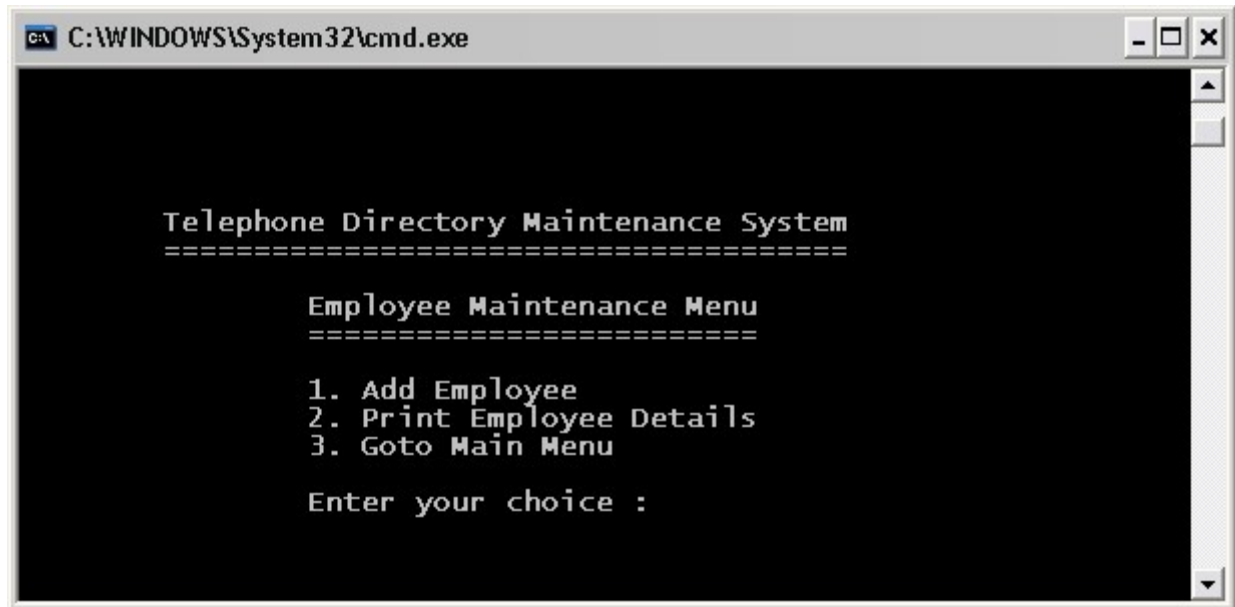 C:\WINDOWS\System32\cmd.exe
Telephone Directory Maintenance System
======================================
Employee Maintenance Menu
=========================
1. Add Employee
2. Print Employee Details
3. Goto Main Menu
Enter your choice :